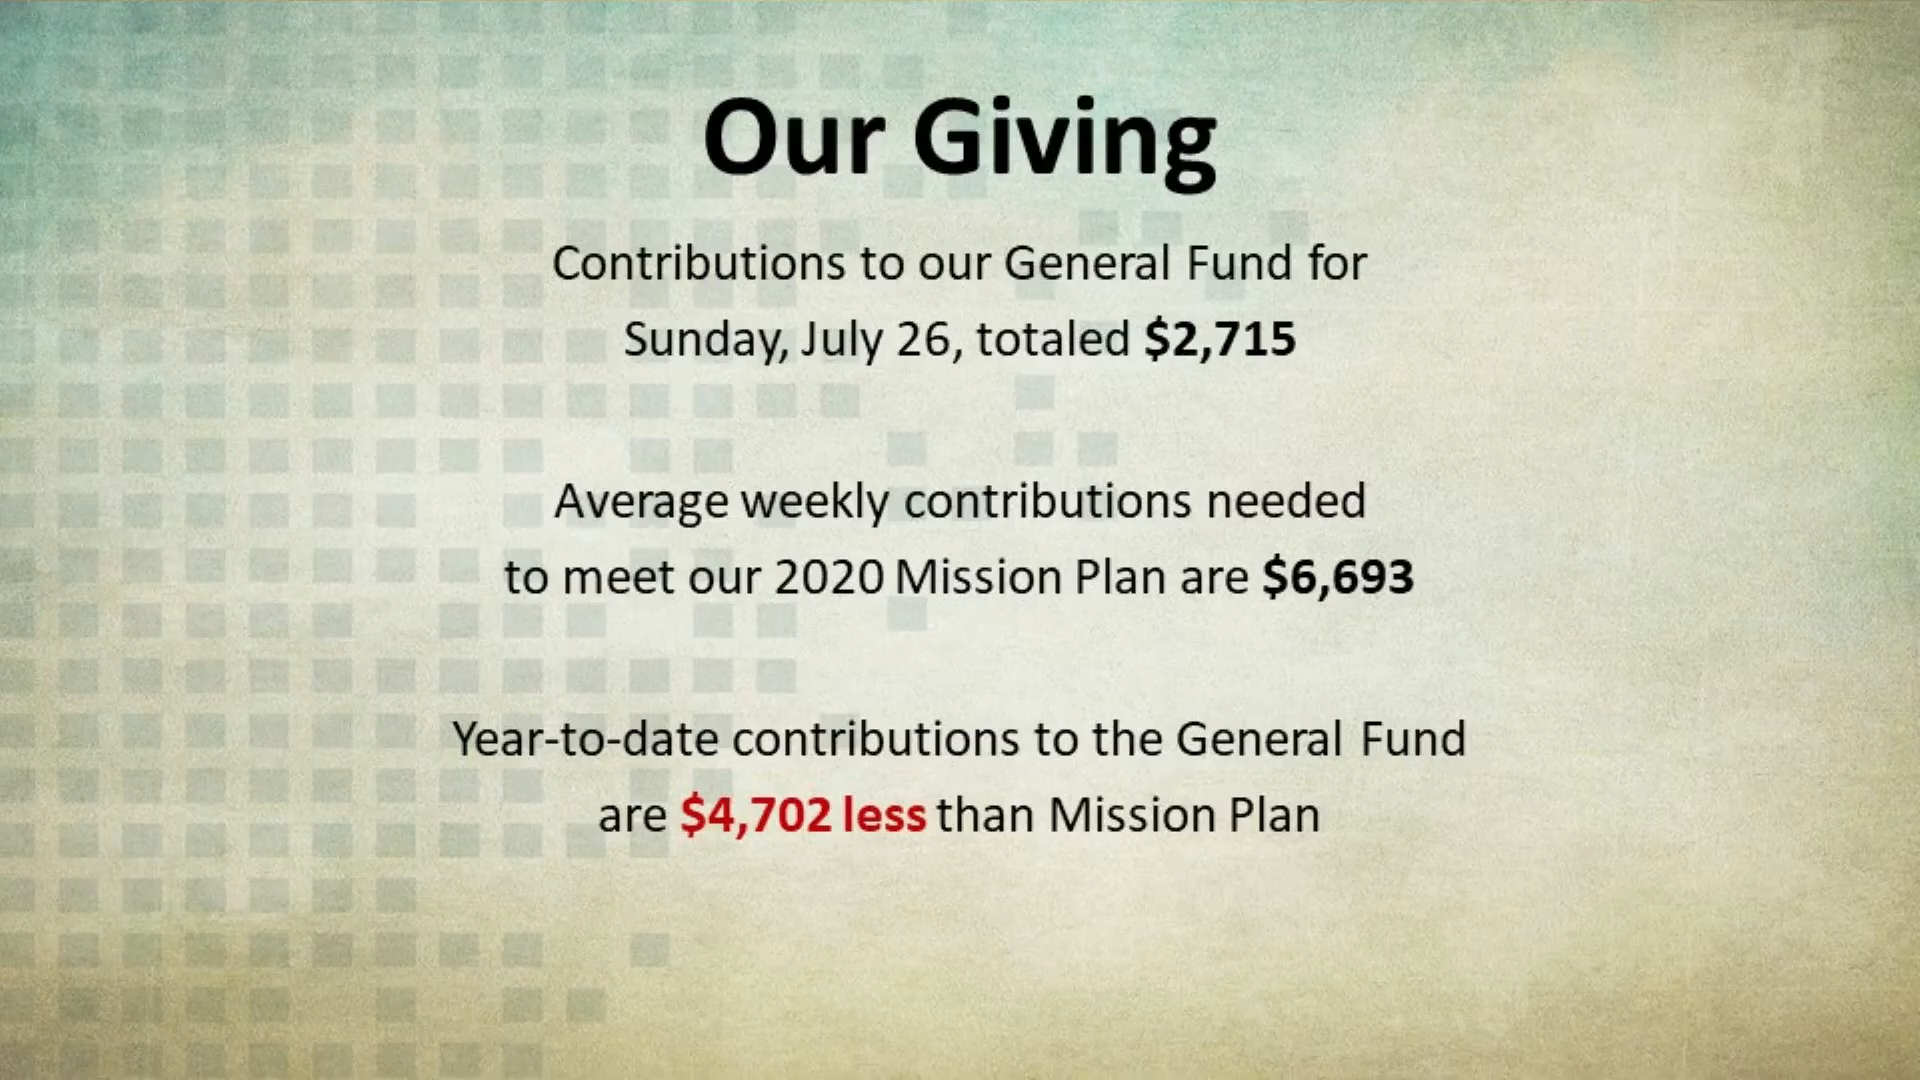 Our Giving
Contributions to our General Fund for
Sunday, July 26, totaled $2,715
Average weekly contributions needed
to meet our 2020 Mission Plan are $6,693
Year-to-date contributions to the General Fund
are $4,702 less than Mission Plan